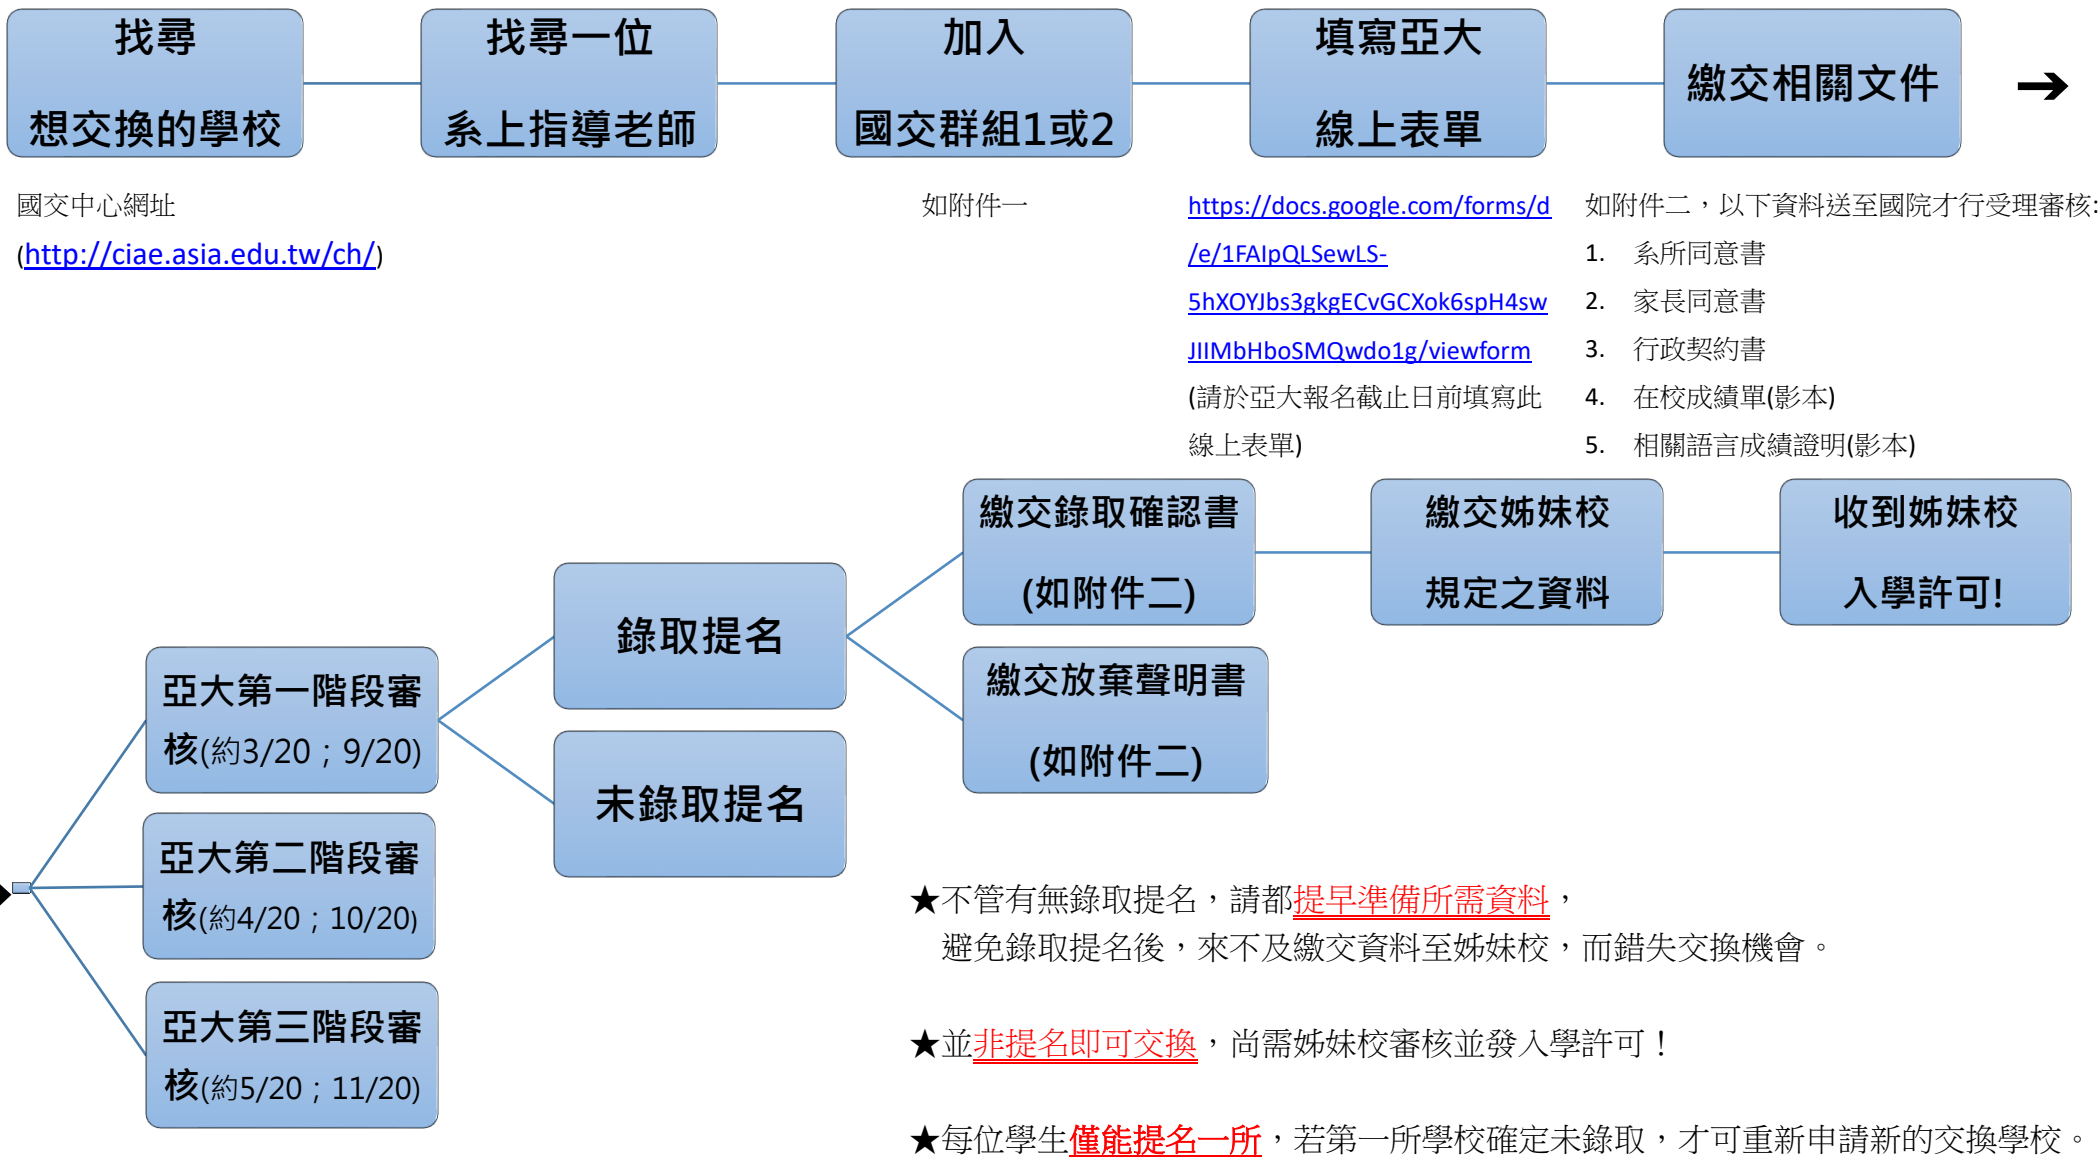 找尋
想交換的學校
找尋一位
系上指導老師
加入
國交群組1或2
填寫亞大
線上表單
繳交相關文件
➔
國交中心網址
(http://ciae.asia.edu.tw/ch/)
如附件一
https://docs.google.com/forms/d
/e/1FAIpQLSewLS-
5hXOYJbs3gkgECvGCXok6spH4sw
JIIMbHboSMQwdo1g/viewform
(請於亞大報名截止日前填寫此
線上表單)
如附件二，以下資料送至國院才行受理審核:
1. 系所同意書
2. 家長同意書
3. 行政契約書
4. 在校成績單(影本)
5. 相關語言成績證明(影本)
亞大第一階段審
核(約3/20；9/20)
亞大第二階段審
核(約4/20；10/20)
亞大第三階段審
核(約5/20；11/20)
錄取提名
未錄取提名
繳交錄取確認書
(如附件二)
繳交放棄聲明書
(如附件二)
繳交姊妹校
規定之資料
收到姊妹校
入學許可!
★不管有無錄取提名，請都提早準備所需資料，
避免錄取提名後，來不及繳交資料至姊妹校，而錯失交換機會。
★並非提名即可交換，尚需姊妹校審核並發入學許可！
★每位學生僅能提名一所，若第一所學校確定未錄取，才可重新申請新的交換學校。